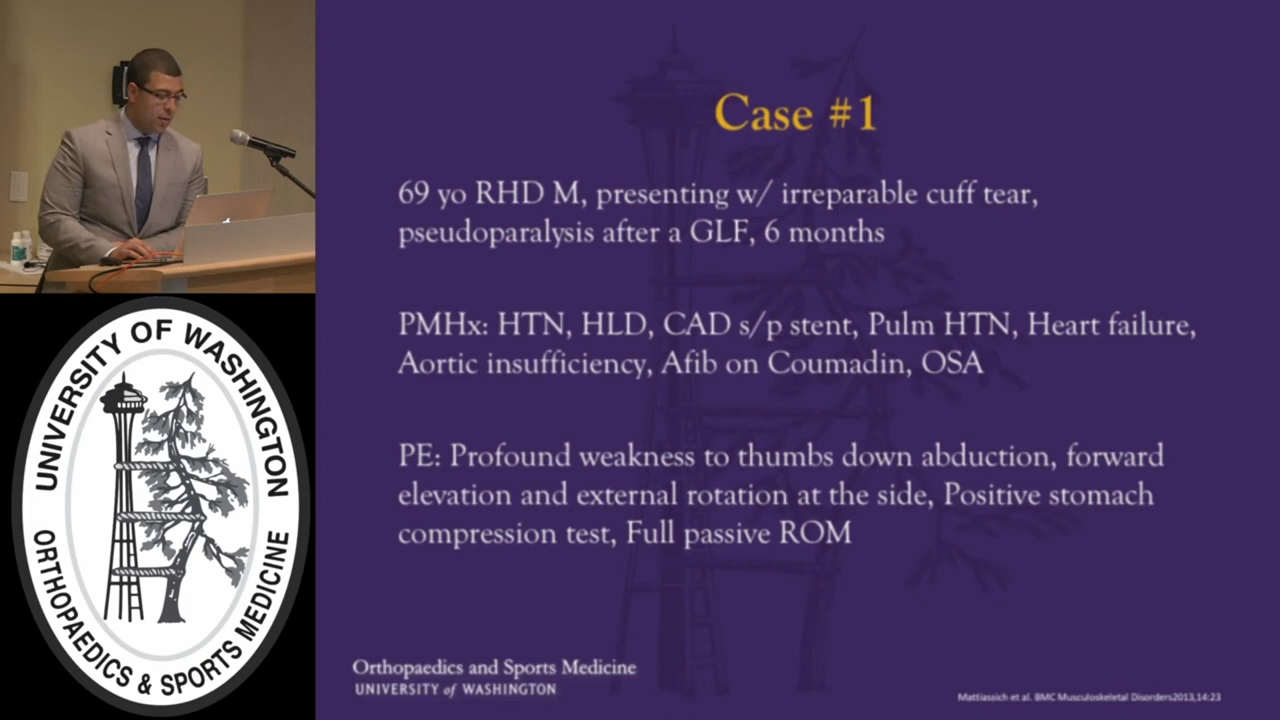 Case #1
69 yo RHD M, presenting w/ irreparable cuff tear,
pseudoparalysis after a GLF, 6 months
PMHx: HTN, HLD, CAD s/p stent, Pulm HTN, Heart failure,
Aortic insufficiency, Afib on Coumadin, OSA
PE: Profound weakness to thumbs down abduction, forward
elevation and external rotation at the side, Positive stomach
compression test, Full passive ROM
Orthopaedics and Sports Medicine
UNIVERSITY of WASHINGTON
Mattiassich et al. BMC Musculoskeletal Disorders2013,14:23
UNIVERSITY OF WASHINGTON
ORTHOPAEDICS & SPORTS MEDICINE